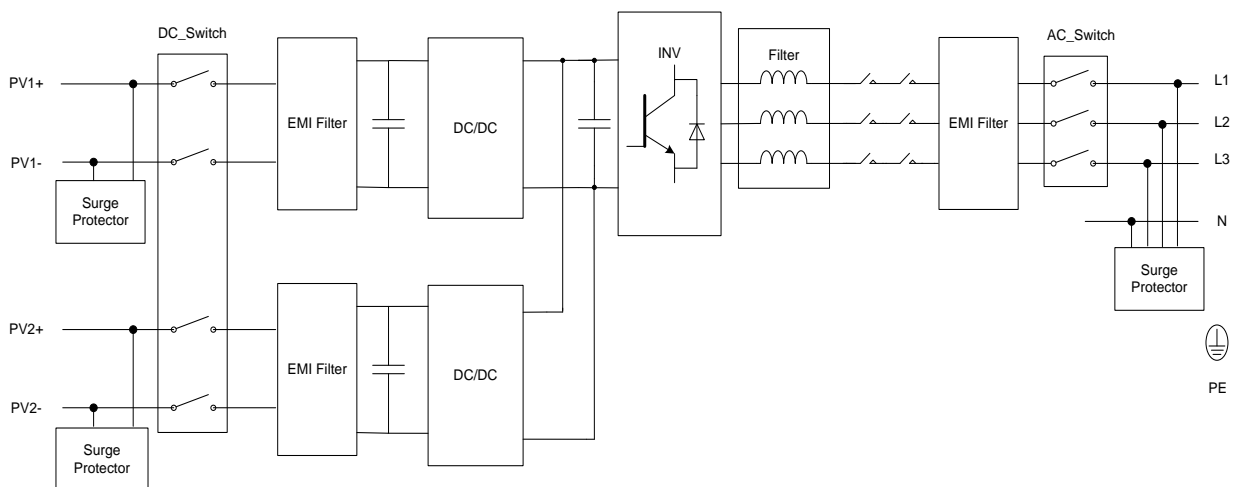 DC_Switch
AC_Switch
INV
Filter
PV1+
PV1-
EMI Filter
DC/DC
EMI Filter
L1
L2
L3
N
Surge
Protector
Surge
Protector
PV2+
PV2-
EMI Filter
DC/DC
PE
Surge
Protector